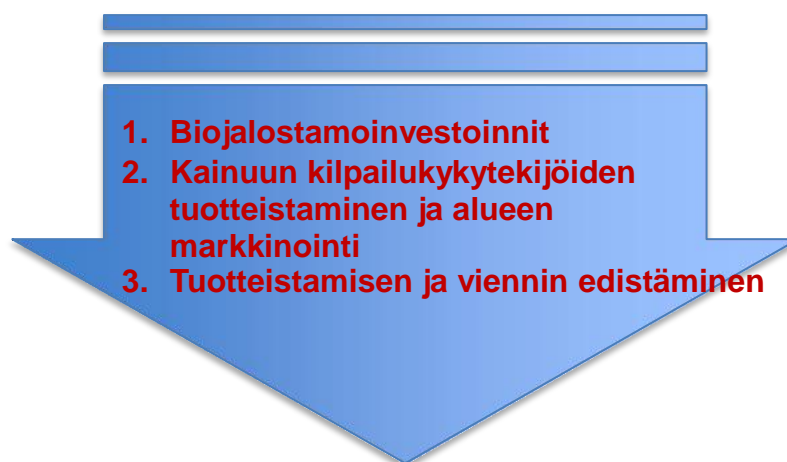 1. Biojalostamoinvestoinnit
2. Kainuun kilpailukykytekijöiden
tuotteistaminen ja alueen
markkinointi
3. Tuotteistamisen ja viennin edistäminen